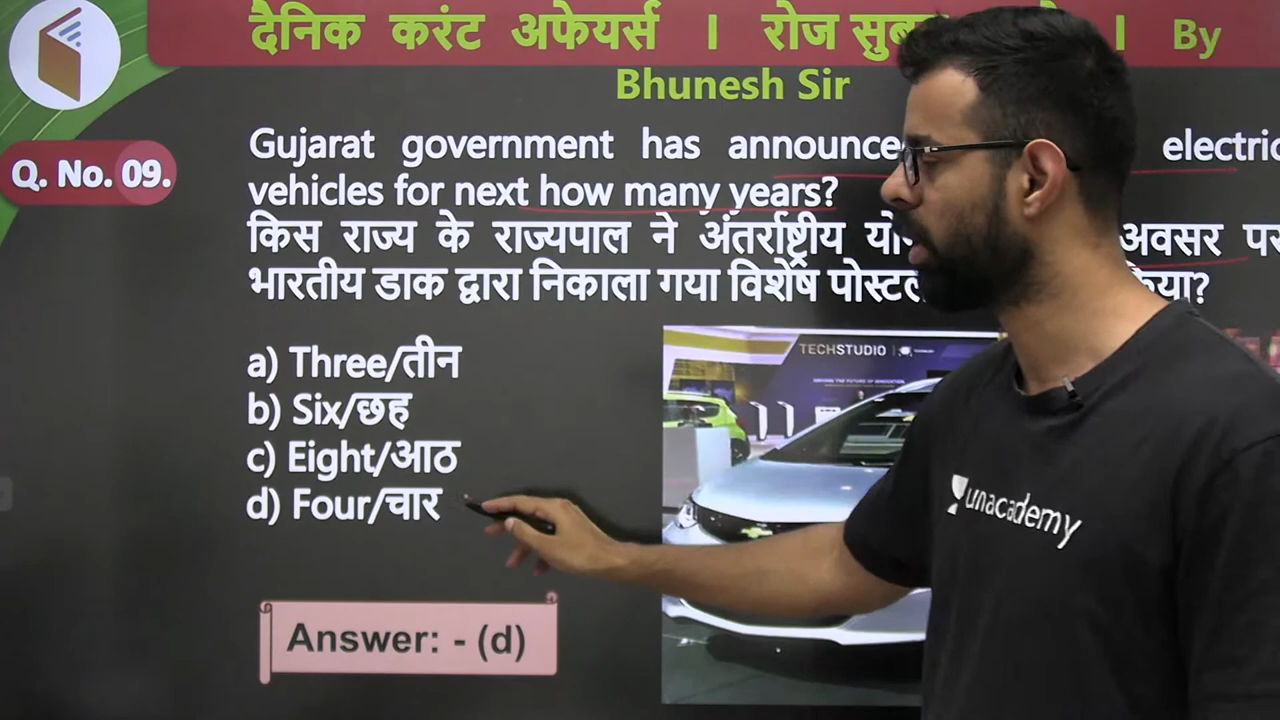 दैनिक करंट अफेयर्स । रोज सुबह । By
Bhunesh Sir
Q. No. 09.
Gujarat government has announce electric
vehicles for next how many years?
किस राज्य के राज्यपाल ने अंतर्राष्ट्रीय अवसर पर
भारतीय डाक द्वारा निकाला गया विशेष
a) Three/तीन
b) Six/छह
c) Eight/आठ
d) Four/चार
TECHSTUDIO
Answer: - (d)
unacademy